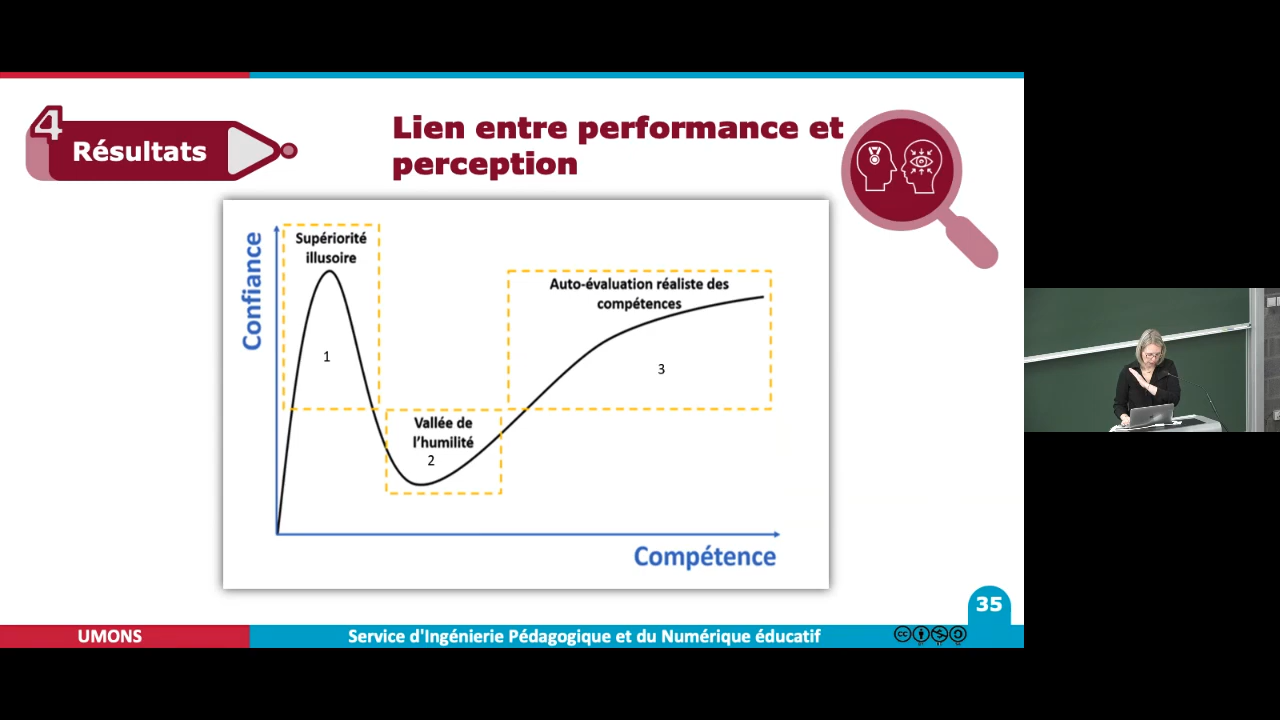 4
Résultats
Lien entre performance et
perception
Confiance
Supériorité
illusoire
1
Vallée de
l'humilité
2
Auto-évaluation réaliste des
compétences
3
Compétence
35
UMONS
Service d'Ingénierie Pédagogique et du Numérique éducatif
cc